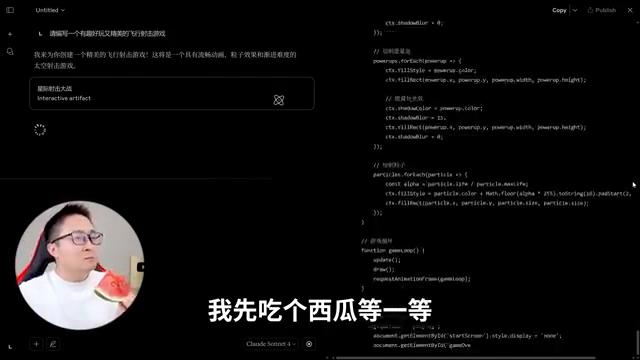 Untitled
Copy
Publish
请编写一个有趣好玩又精美的飞行射击游戏
我来为你创建一个精美的飞行射击游戏！这将是一个具有流畅动画、粒子效果和渐进难度的
太空射击游戏。
星际射击大战
Interactive artifact
ctx.shadowBlur = 0;
});
// 绘制能量包
powerups.forEach(powerup => {
ctx.fillStyle = powerup.color;
ctx.fillRect(powerup.x, powerup.y, powerup.width, powerup.height);
ctx.shadowColor = powerup.color;
ctx.shadowBlur = 15;
ctx.fillRect(powerup.x, powerup.y, powerup.width, powerup.height);
ctx.shadowBlur = 0;
});
// 绘制粒子
particles.forEach(particle => {
const alpha = particle.life / particle.maxLife;
ctx.fillStyle = particle.color + Math.floor(alpha * 255).toString(16).padStart(2,
ctx.fillRect(particle.x, particle.y, particle.size, particle.size);
});
}
// 游戏循环
function gameLoop() {
update();
draw();
requestAnimationFrame(gameLoop);
}
document.getElementById('startScreen').style.display = 'none';
document.getElementById('gameOve
我先吃个西瓜等一等
Claude Sonnet 4